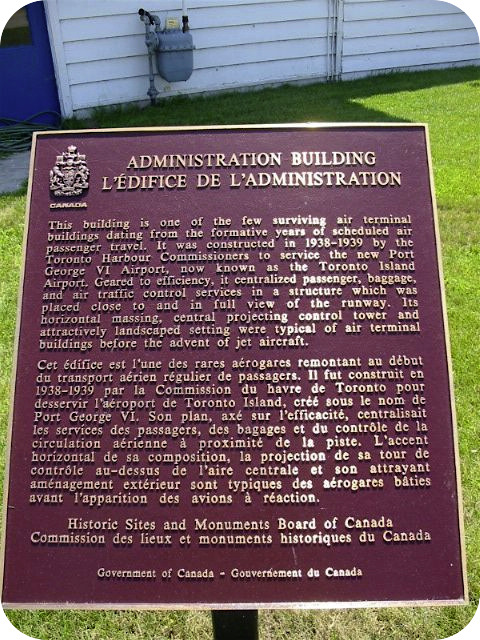 ADMINISTRATION BUILDING
L'ÉDIFICE DE L'ADMINISTRATION
CANADA
This building is one of the few surviving air terminal
buildings dating from the formative years of scheduled air
passenger travel. It was constructed in 1938-1939 by the
Toronto Harbour Commissioners to service the new Port
George VI Airport, now known as the Toronto Island
Airport. Geared to efficiency, it centralized passenger, baggage,
and air traffic control services in a structure which was
placed close to and in full view of the runway. Its
horizontal massing, central projecting control tower and
attractively landscaped setting were typical of air terminal
buildings before the advent of jet aircraft.
Cet édifice est l'une des rares aérogares remontant au début
du transport aérien régulier de passagers. Il fut construit en
1938-1939 par la Commission du havre de Toronto pour
desservir l'aéroport de Toronto Island, créé sous le nom de
Port George VI. Son plan, axé sur l'efficacité, centralisait
les services des passagers, des bagages et du contrôle de la
circulation aérienne à proximité de la piste. L'accent
horizontal de sa composition, la projection de sa tour de
contrôle au-dessus de l'aire centrale et son attrayant
aménagement extérieur sont typiques des aérogares bâties
avant l'apparition des avions à réaction.
Historic Sites and Monuments Board of Canada
Commission des lieux et monuments historiques du Canada
Government of Canada - Gouvernement du Canada